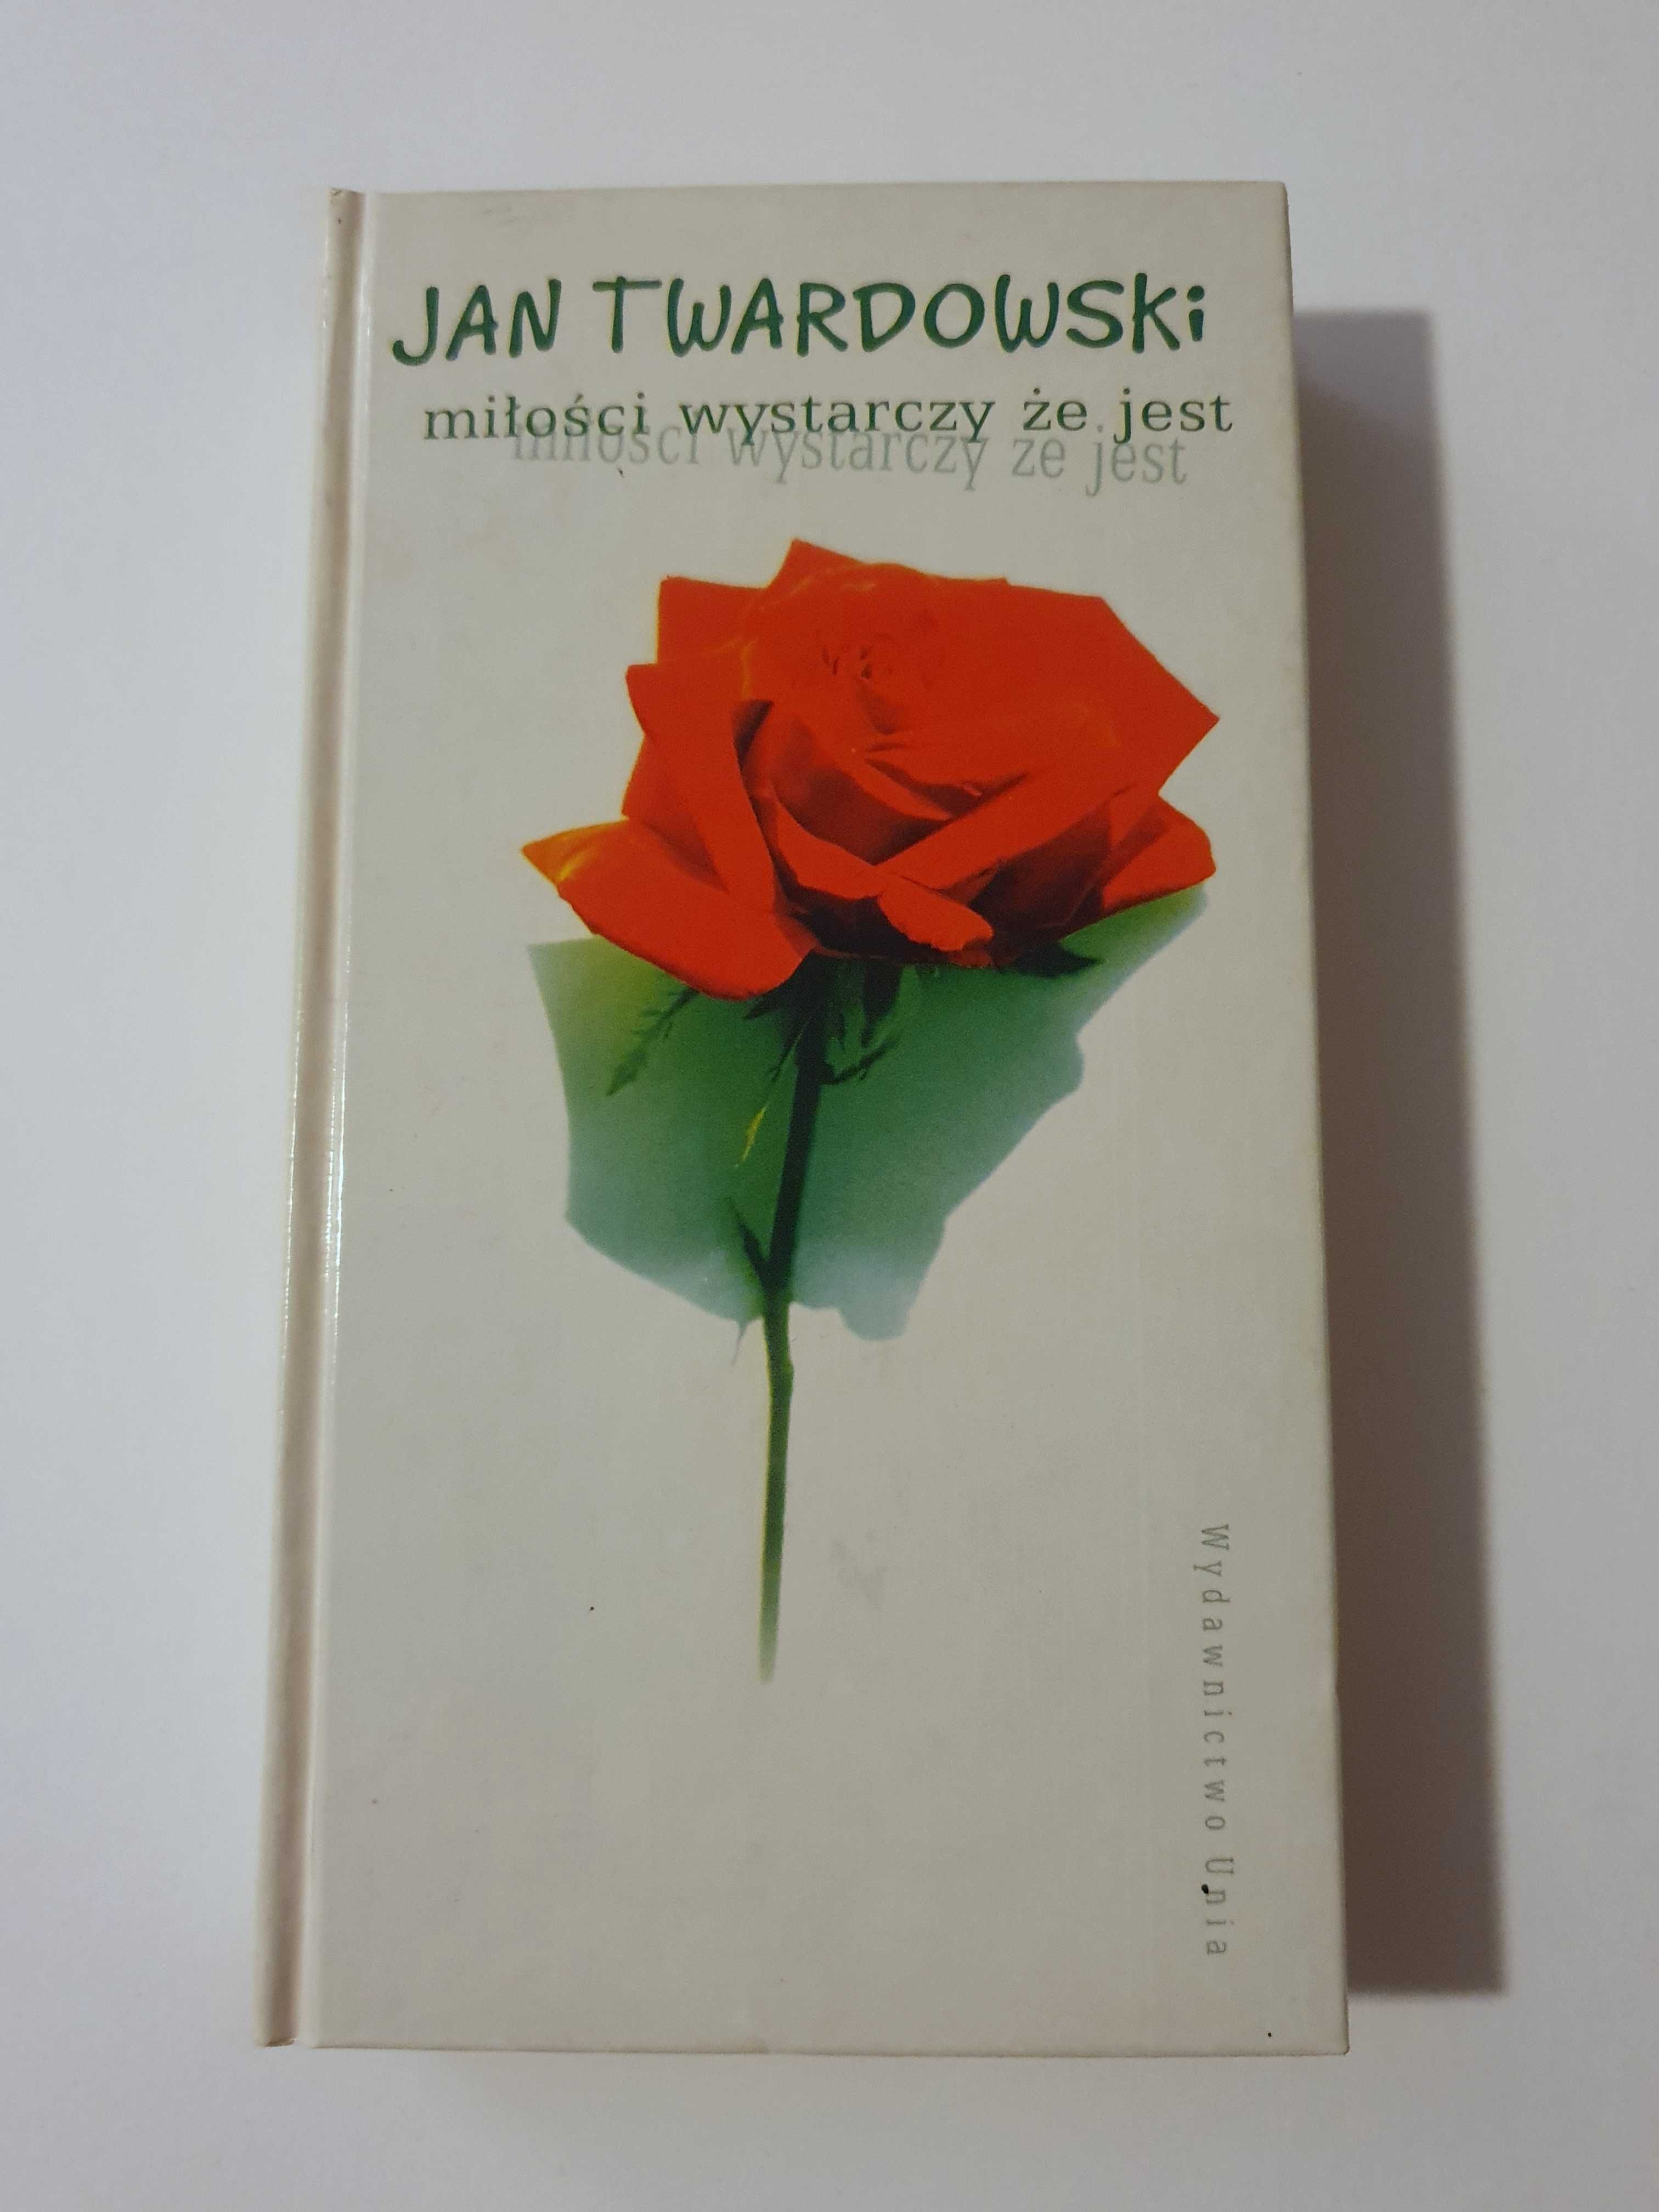 JAN TWARDOWSKi
miłości wystarczy że jest
miłości wystarczy że jest
Wydawnictwo Unia